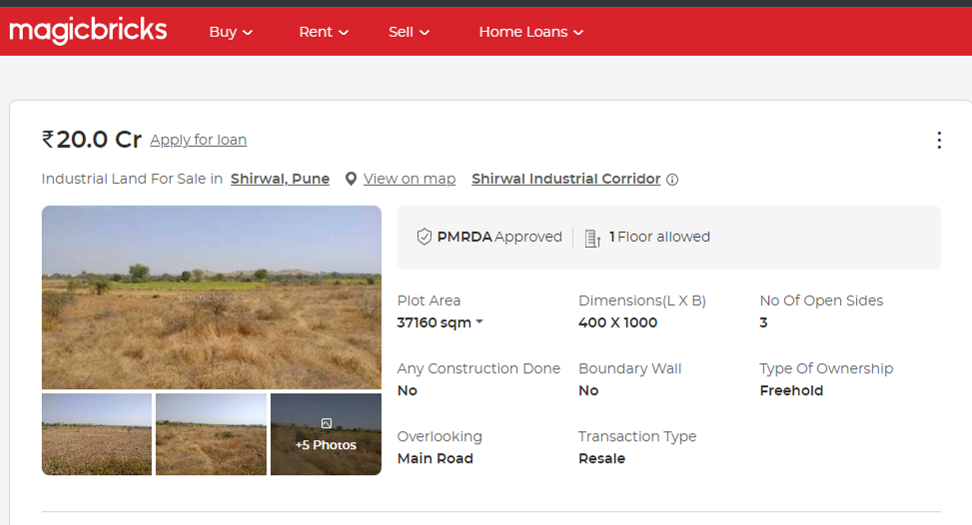 magicbricks Buy Rent Sell Home Loans
₹20.0 Cr Apply for loan
Industrial Land For Sale in Shirwal, Pune View on map Shirwal Industrial Corridor
PMRDA Approved 1 Floor allowed
Plot Area Dimensions(L X B) No Of Open Sides
37160 sqm 400 X 1000 3
Any Construction Done Boundary Wall Type Of Ownership
No No Freehold
+5 Photos
Overlooking Transaction Type
Main Road Resale